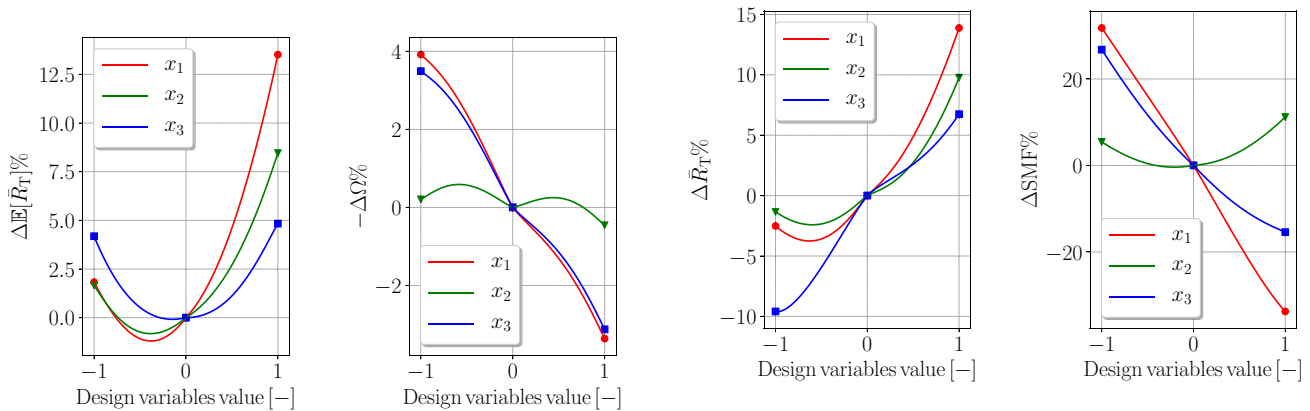 ΔE[R̄_T]%
12.5
10.0
7.5
5.0
2.5
0.0
x₁
x₂
x₃
−1
0
1
Design variables value [−]
−ΔΩ%
4
2
0
−2
x₁
x₂
x₃
−1
0
1
Design variables value [−]
ΔR̄_T%
15
10
5
0
−5
−10
x₁
x₂
x₃
−1
0
1
Design variables value [−]
ΔSMF%
20
0
−20
x₁
x₂
x₃
−1
0
1
Design variables value [−]